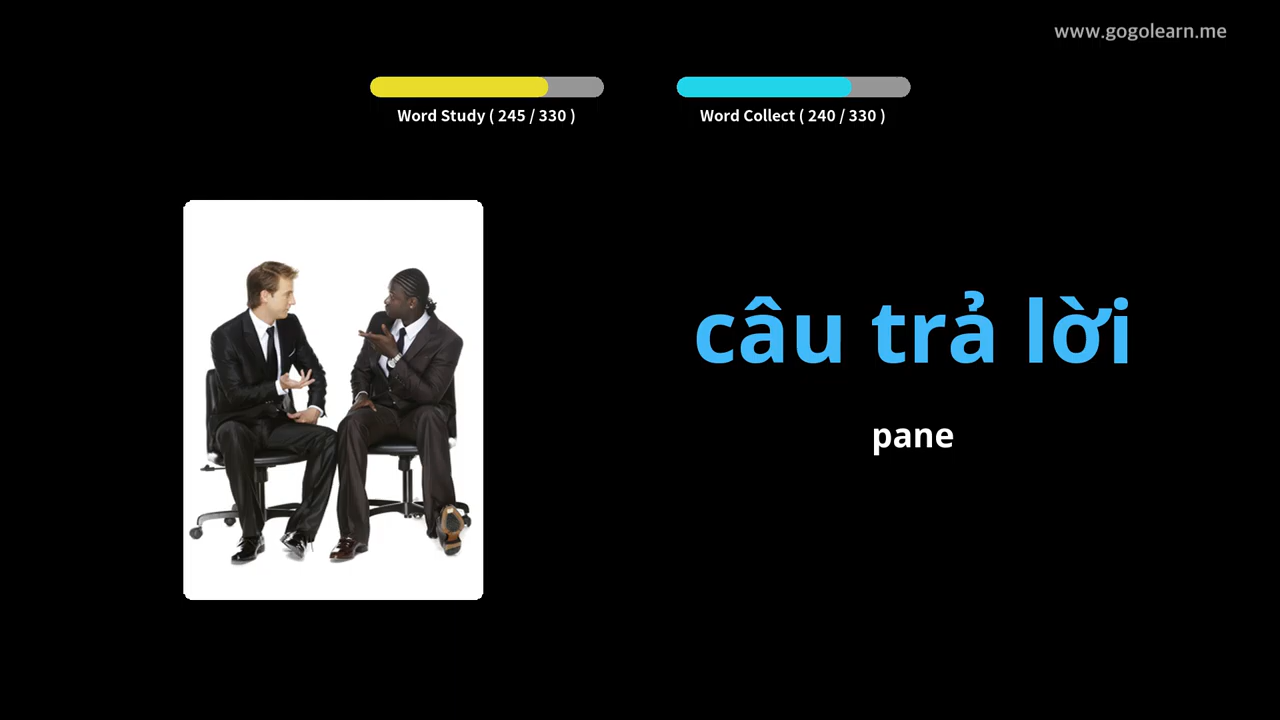 www.gogolearn.me
Word Study ( 245 / 330 )
Word Collect ( 240 / 330 )
câu trả lời
pane